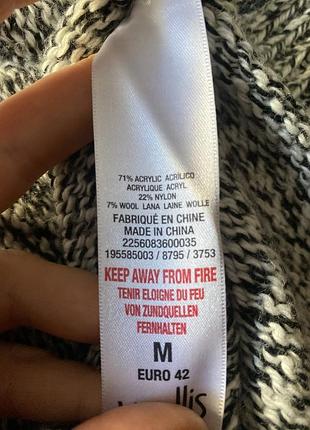 71% ACRYLIC ACRILICO
ACRYLIQUE ACRYL
22% NYLON
7% WOOL LANA LAINE WOLLE
FABRIQUÉ EN CHINE
MADE IN CHINA
2256083600035
195585003 / 8795 / 3753
KEEP AWAY FROM FIRE
TENIR ELOIGNE DU FEU
VON ZUNDQUELLEN
FERNHALTEN
M
EURO 42